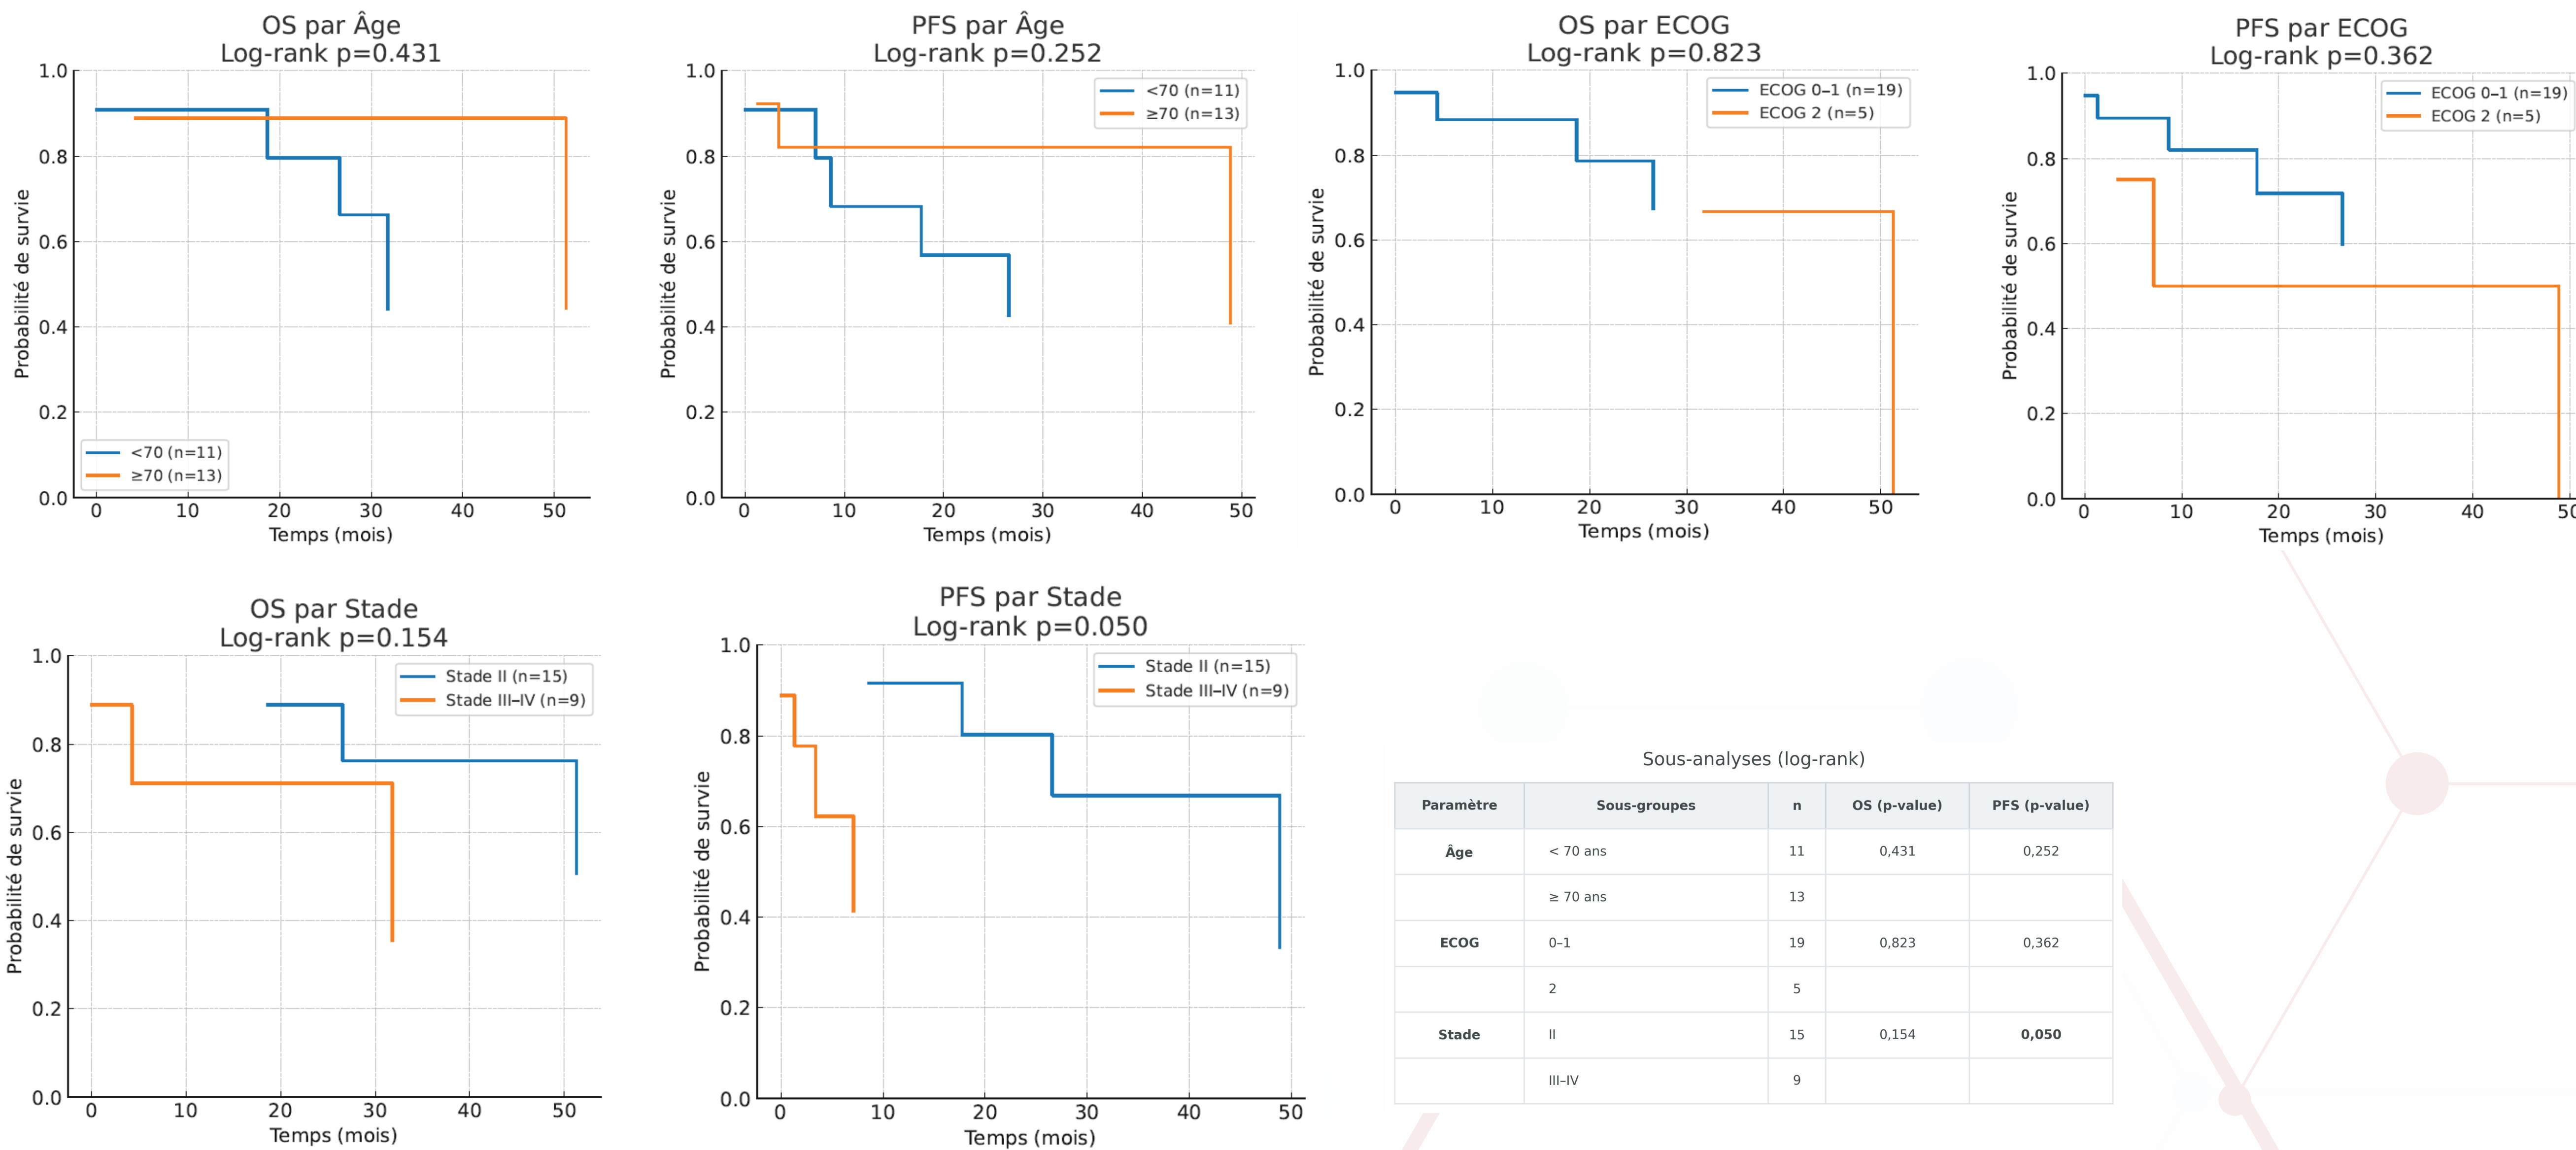 OS par Âge
Log-rank p=0.431
Probabilité de survie
1.0
0.8
0.6
0.4
0.2
0.0
<70 (n=11)
≥70 (n=13)
0 10 20 30 40 50
Temps (mois)
PFS par Âge
Log-rank p=0.252
Probabilité de survie
1.0
0.8
0.6
0.4
0.2
0.0
<70 (n=11)
≥70 (n=13)
0 10 20 30 40 50
Temps (mois)
OS par ECOG
Log-rank p=0.823
Probabilité de survie
1.0
0.8
0.6
0.4
0.2
0.0
ECOG 0–1 (n=19)
ECOG 2 (n=5)
0 10 20 30 40 50
Temps (mois)
PFS par ECOG
Log-rank p=0.362
Probabilité de survie
1.0
0.8
0.6
0.4
0.2
0.0
ECOG 0–1 (n=19)
ECOG 2 (n=5)
0 10 20 30 40 50
Temps (mois)
OS par Stade
Log-rank p=0.154
Probabilité de survie
1.0
0.8
0.6
0.4
0.2
0.0
Stade II (n=15)
Stade III–IV (n=9)
0 10 20 30 40 50
Temps (mois)
PFS par Stade
Log-rank p=0.050
Probabilité de survie
1.0
0.8
0.6
0.4
0.2
0.0
Stade II (n=15)
Stade III–IV (n=9)
0 10 20 30 40 50
Temps (mois)
Sous-analyses (log-rank)
Paramètre Sous-groupes n OS (p-value) PFS (p-value)
Âge < 70 ans 11 0,431 0,252
≥ 70 ans 13
ECOG 0–1 19 0,823 0,362
2 5
Stade II 15 0,154 0,050
III–IV 9